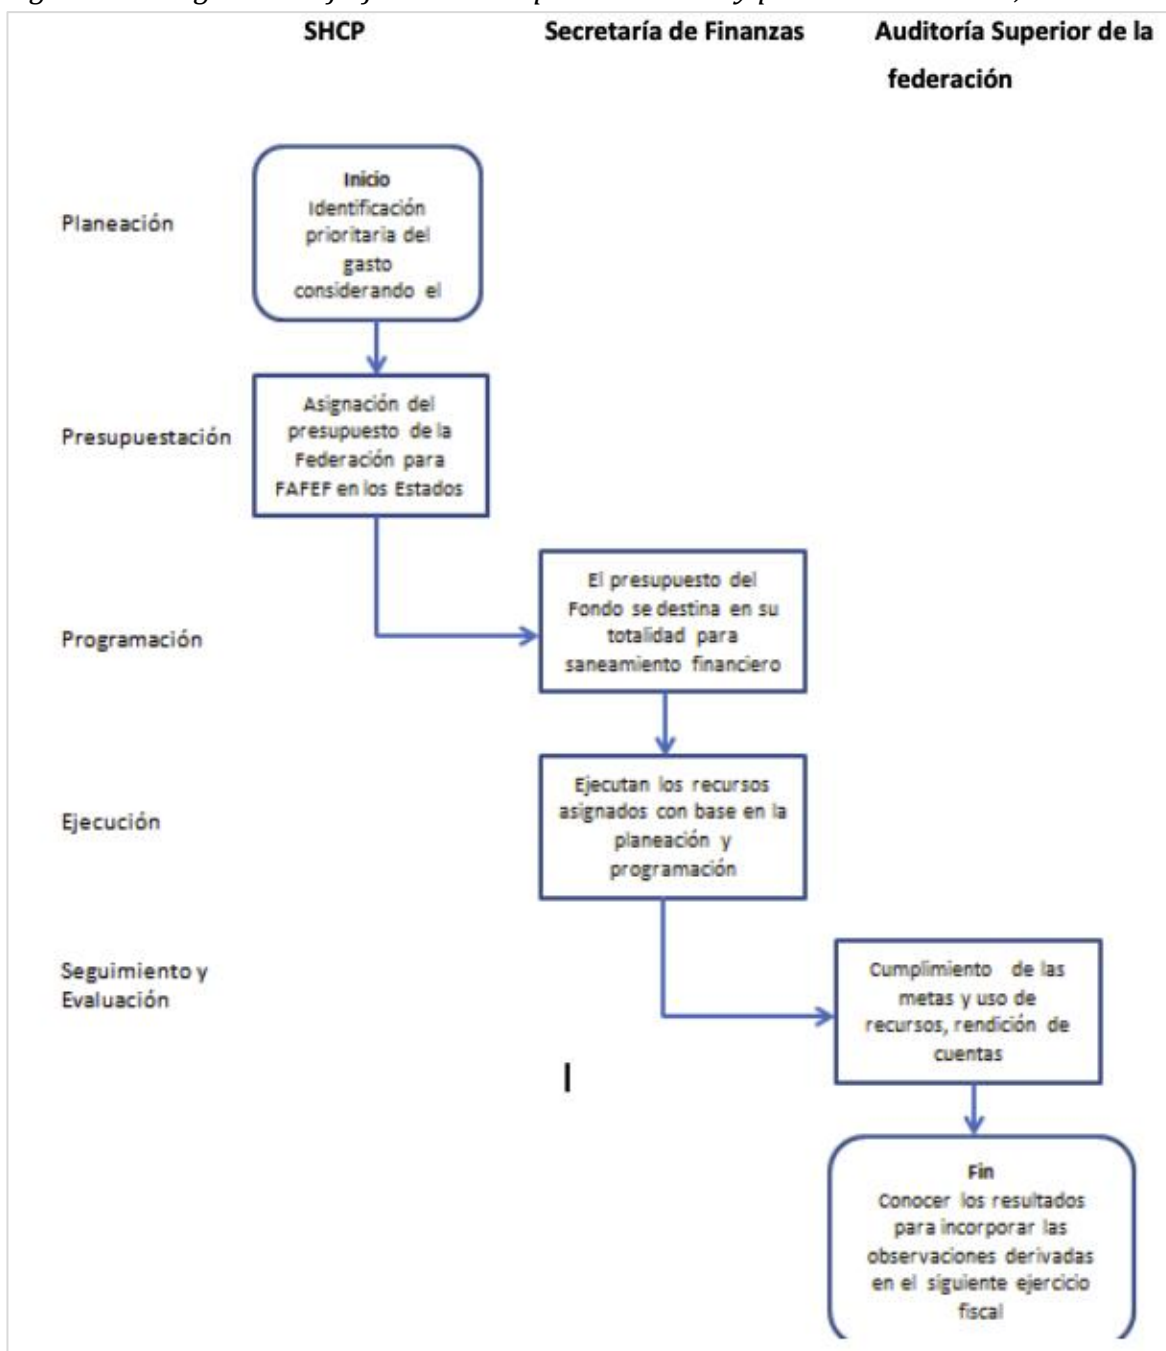 SHCP
Secretaría de Finanzas
Auditoría Superior de la
federación
Planeación
Inicio
Identificación
prioritaria del
gasto
considerando el
Presupuestación
Asignación del
presupuesto de la
Federación para
FAFEF en los Estados
Programación
El presupuesto del
Fondo se destina en su
totalidad para
saneamiento financiero
Ejecución
Ejecutan los recursos
asignados con base en la
planeación y
programación
Seguimiento y
Evaluación
Cumplimiento de las
metas y uso de
recursos, rendición de
cuentas
Fin
Conocer los resultados
para incorporar las
observaciones derivadas
en el siguiente ejercicio
fiscal